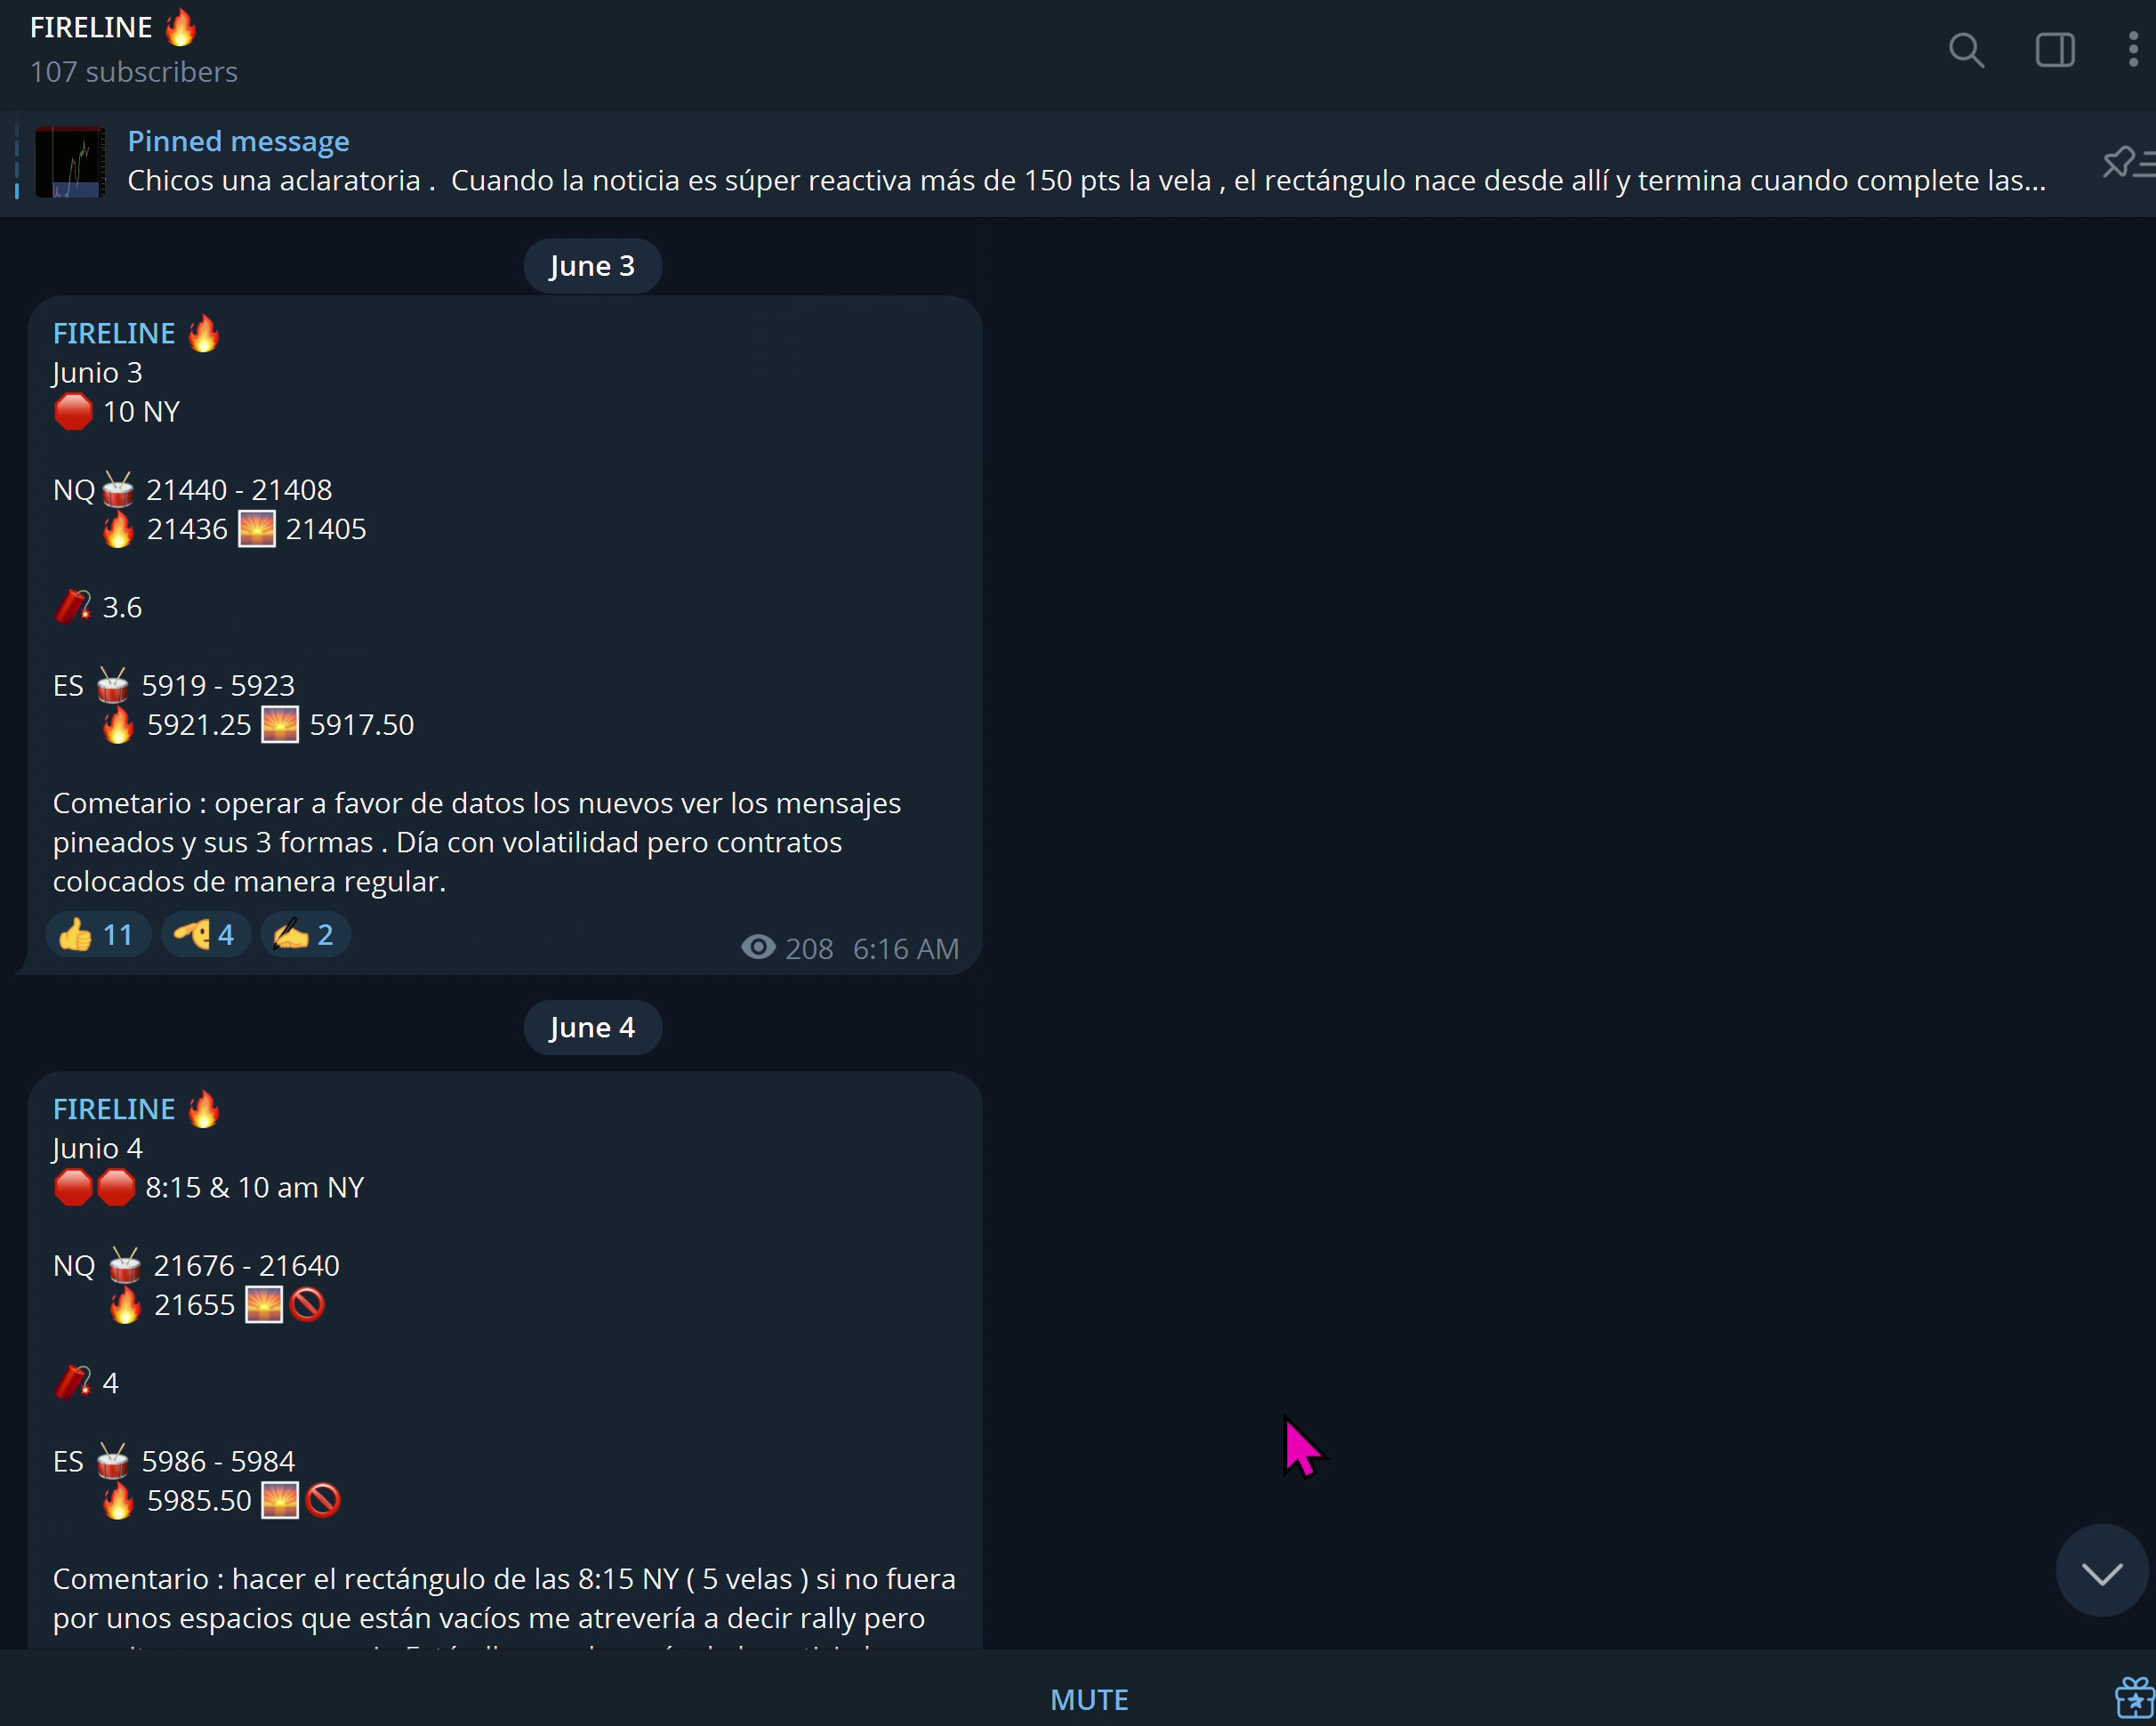 FIRELINE 🔥
107 subscribers
Pinned message
Chicos una aclaratoria .  Cuando la noticia es súper reactiva más de 150 pts la vela , el rectángulo nace desde allí y termina cuando complete las...
June 3
FIRELINE 🔥
Junio 3
🛑 10 NY
NQ🥁 21440 - 21408
🔥 21436 🌅 21405
🧨 3.6
ES 🥁 5919 - 5923
🔥 5921.25 🌅 5917.50
Cometario : operar a favor de datos los nuevos ver los mensajes
pineados y sus 3 formas . Día con volatilidad pero contratos
colocados de manera regular.
👍 11 🫡 4 ✍ 2
208 6:16 AM
June 4
FIRELINE 🔥
Junio 4
🛑🛑 8:15 & 10 am NY
NQ 🥁 21676 - 21640
🔥 21655 🌅🚫
🧨 4
ES 🥁 5986 - 5984
🔥 5985.50 🌅🚫
Comentario : hacer el rectángulo de las 8:15 NY ( 5 velas ) si no fuera
por unos espacios que están vacíos me atrevería a decir rally pero
MUTE